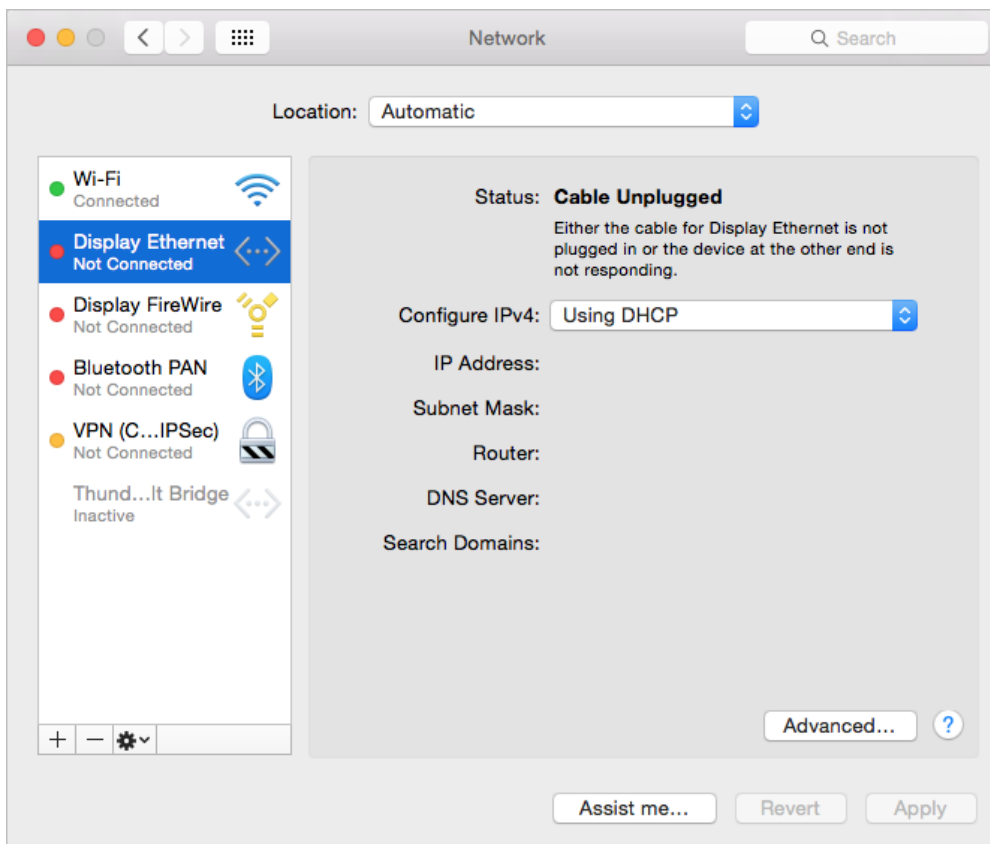 Network
Search
Location: Automatic
Wi-Fi
Connected
Display Ethernet
Not Connected
Display FireWire
Not Connected
Bluetooth PAN
Not Connected
VPN (C...IPSec)
Not Connected
Thund...lt Bridge
Inactive
Status: Cable Unplugged
Either the cable for Display Ethernet is not
plugged in or the device at the other end is
not responding.
Configure IPv4: Using DHCP
IP Address:
Subnet Mask:
Router:
DNS Server:
Search Domains:
Advanced...
?
Assist me...
Revert
Apply